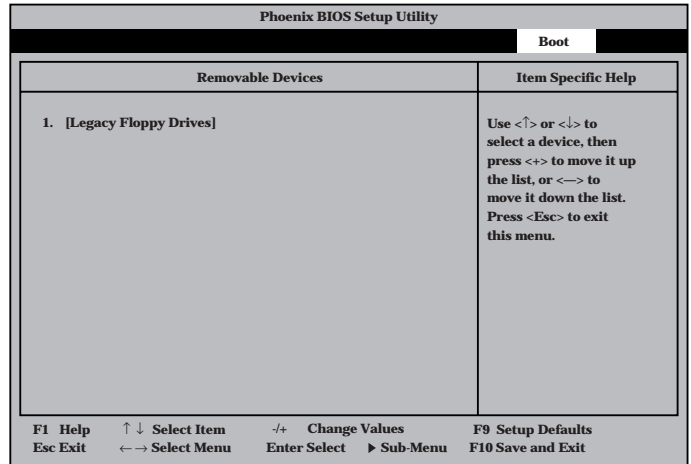 Phoenix BIOS Setup Utility
Boot
Removable Devices
Item Specific Help
1. [Legacy Floppy Drives]
Use <↑> or <↓> to
select a device, then
press <+> to move it up
the list, or <—> to
move it down the list.
Press <Esc> to exit
this menu.
F1 Help ↑ ↓ Select Item -/+ Change Values F9 Setup Defaults
Esc Exit ←→ Select Menu Enter Select ▶ Sub-Menu F10 Save and Exit